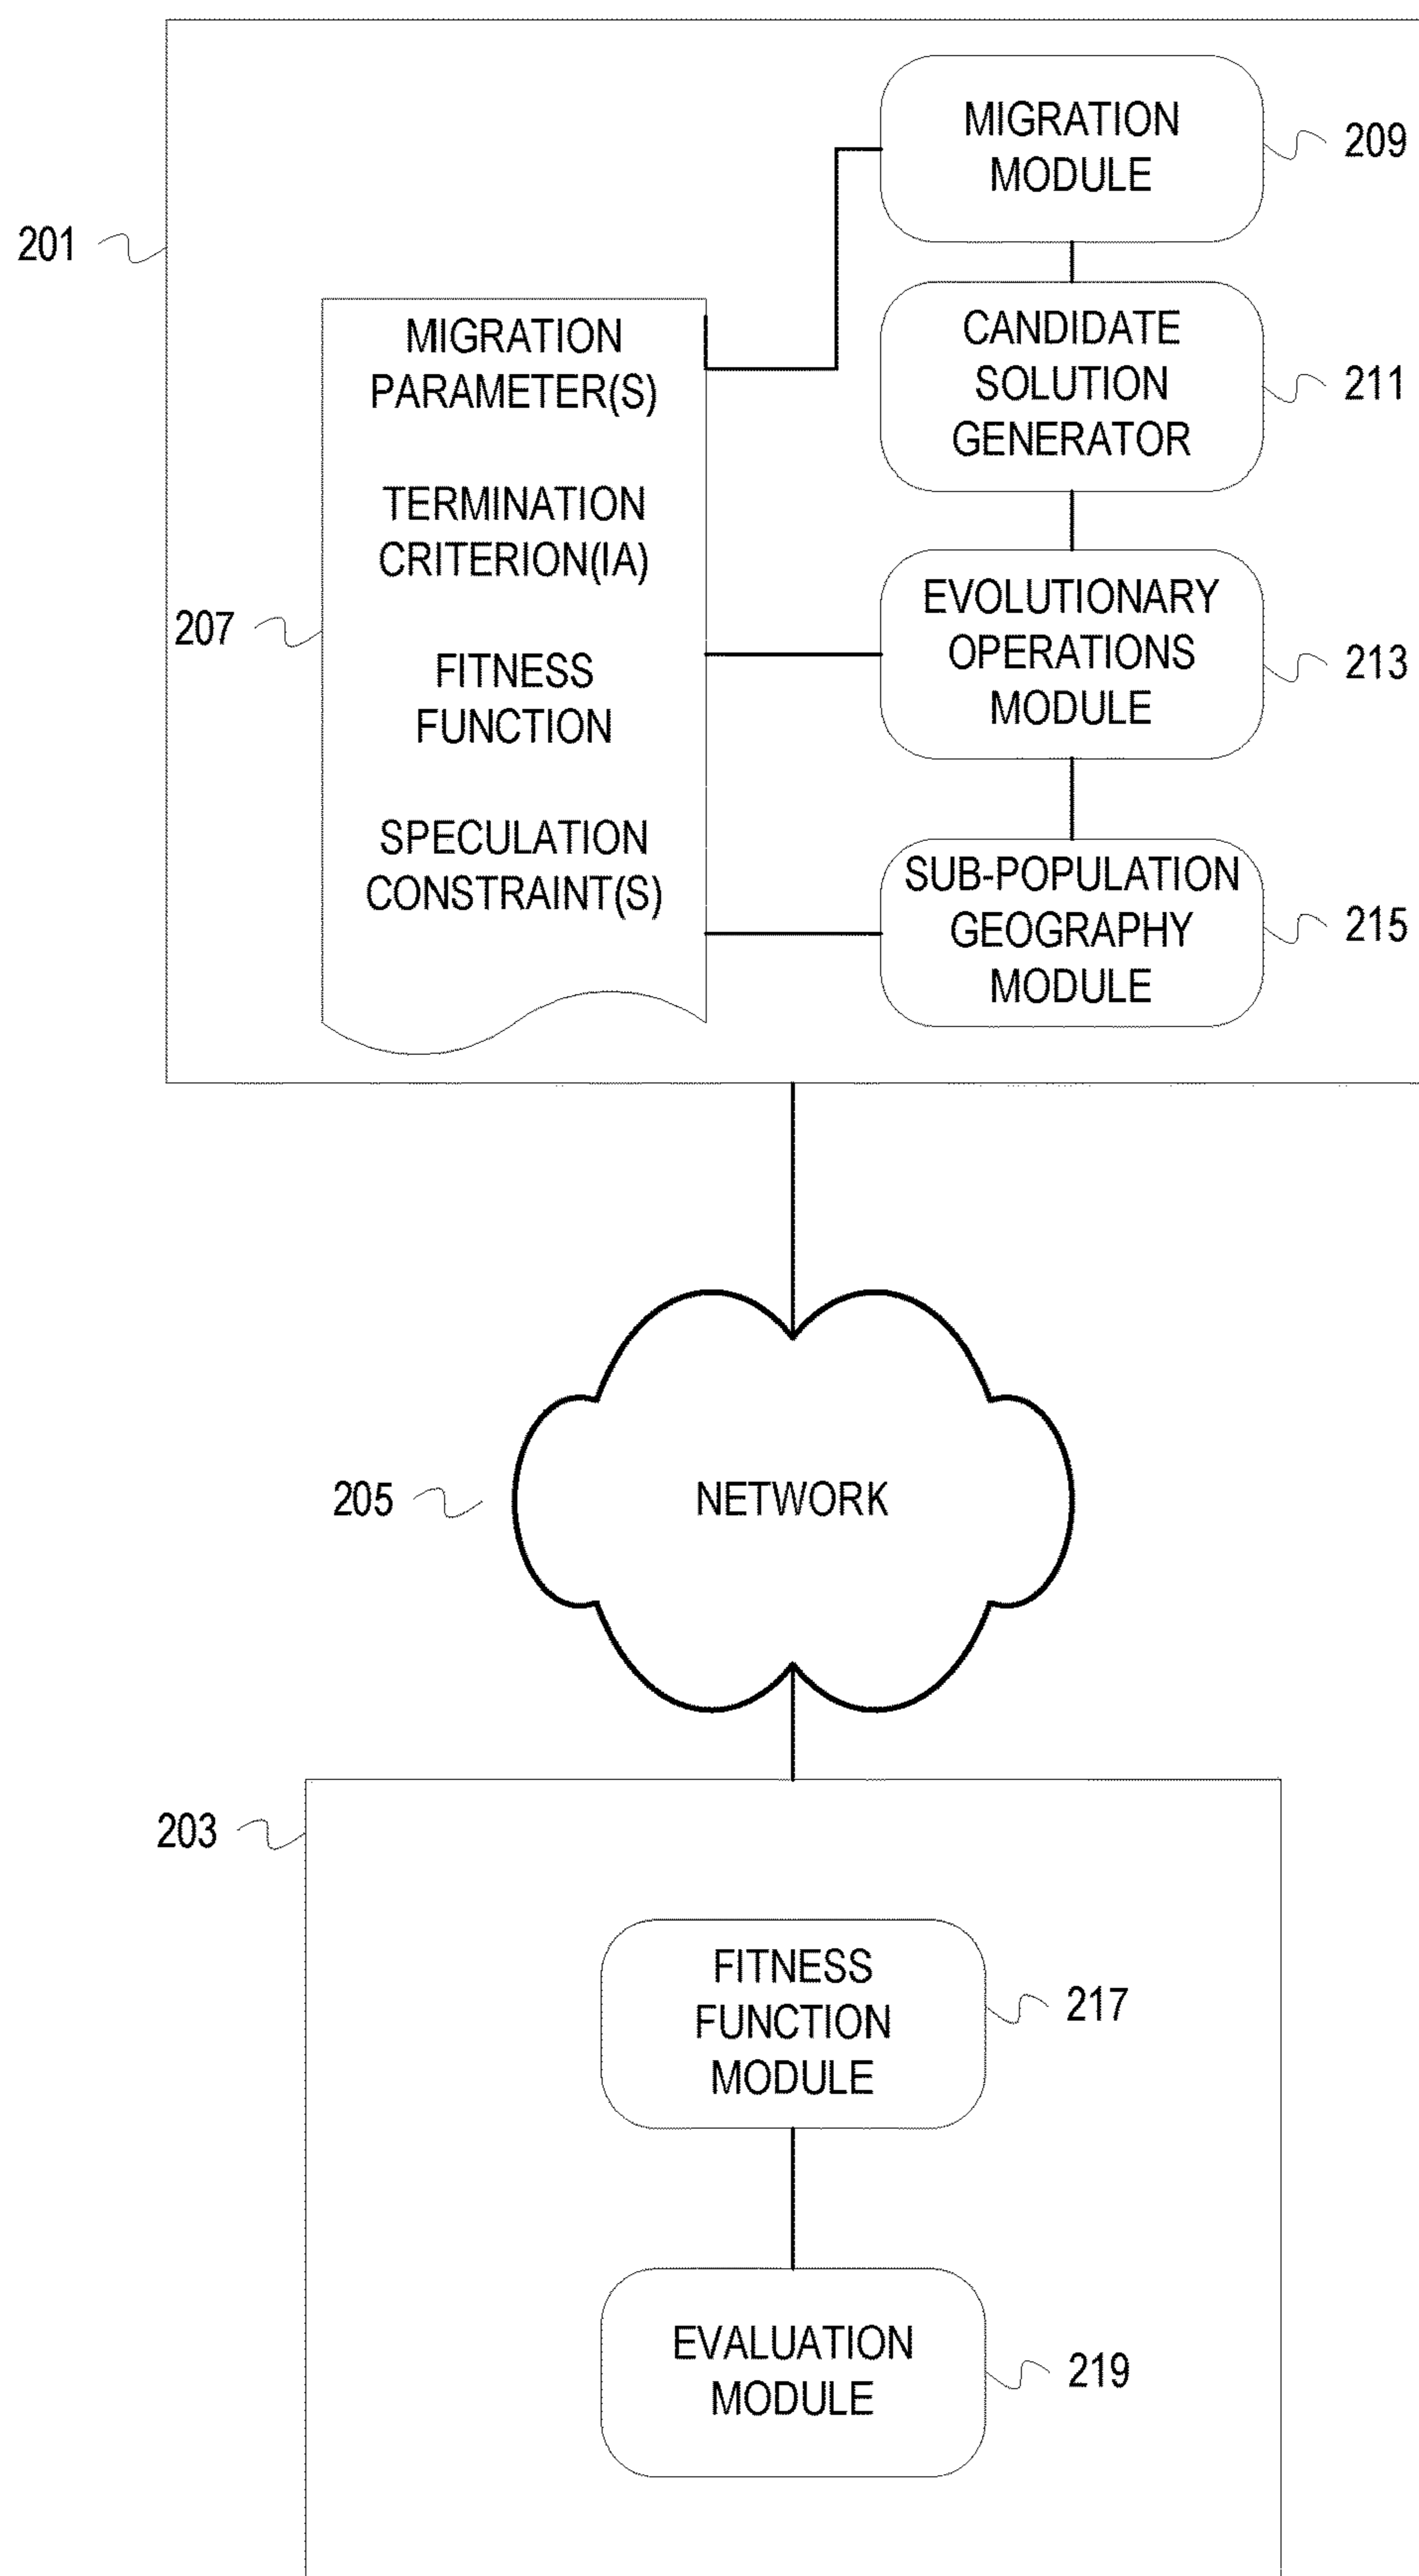 MIGRATION
MODULE
209
201
CANDIDATE
SOLUTION
GENERATOR
211
MIGRATION
PARAMETER(S)
TERMINATION
CRITERION(IA)
207
FITNESS
FUNCTION
SPECULATION
CONSTRAINT(S)
EVOLUTIONARY
OPERATIONS
MODULE
213
SUB-POPULATION
GEOGRAPHY
MODULE
215
205
NETWORK
203
FITNESS
FUNCTION
MODULE
217
EVALUATION
MODULE
219